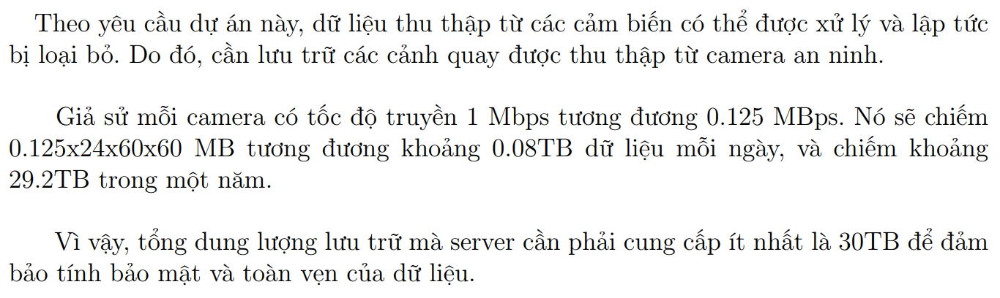 Theo yêu cầu dự án này, dữ liệu thu thập từ các cảm biến có thể được xử lý và lập tức
bị loại bỏ. Do đó, cần lưu trữ các cảnh quay được thu thập từ camera an ninh.
Giả sử mỗi camera có tốc độ truyền 1 Mbps tương đương 0.125 MBps. Nó sẽ chiếm
0.125x24x60x60 MB tương đương khoảng 0.08TB dữ liệu mỗi ngày, và chiếm khoảng
29.2TB trong một năm.
Vì vậy, tổng dung lượng lưu trữ mà server cần phải cung cấp ít nhất là 30TB để đảm
bảo tính bảo mật và toàn vẹn của dữ liệu.